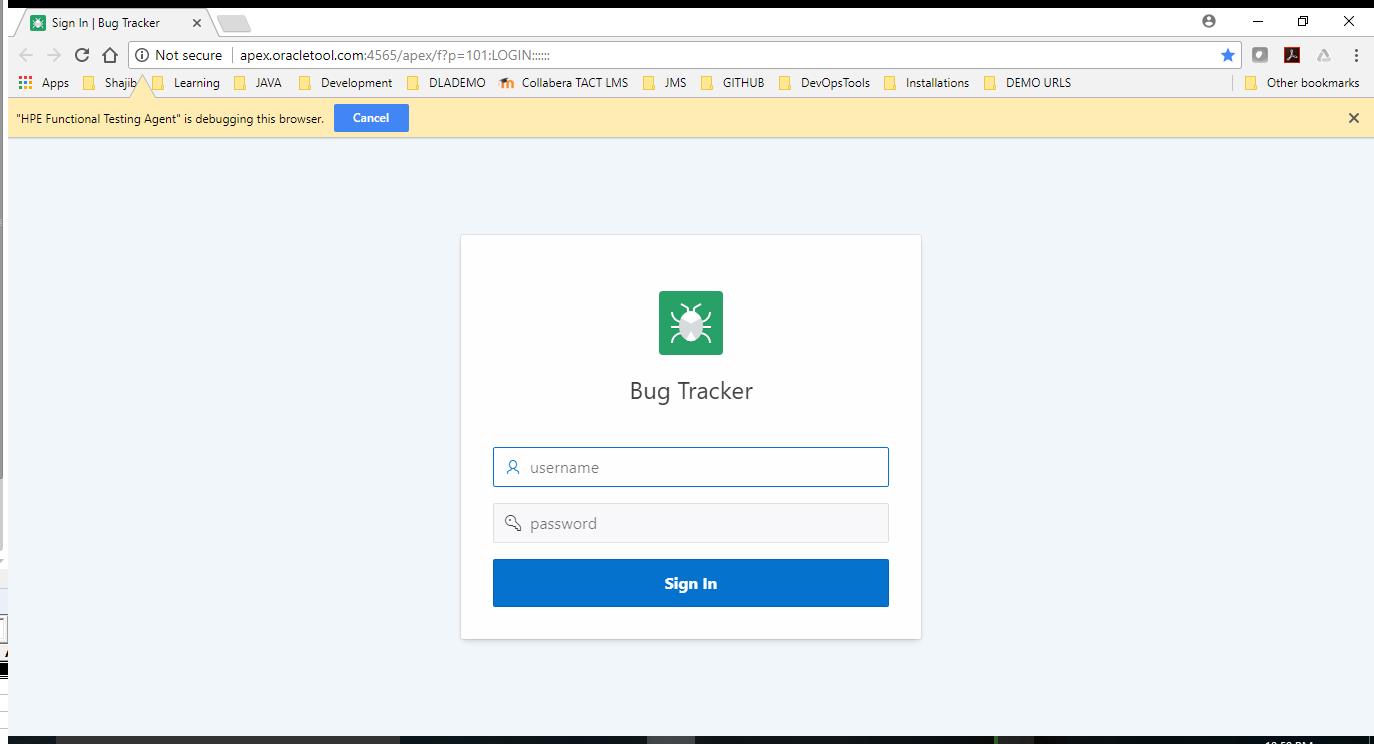 Sign In | Bug Tracker
Not secure apex.oracletool.com:4565/apex/f?p=101:LOGIN::::::
Apps Shajib Learning JAVA Development DLADEMO Collabera TACT LMS JMS GITHUB DevOpsTools Installations DEMO URLS Other bookmarks
"HPE Functional Testing Agent" is debugging this browser. Cancel
Bug Tracker
username
password
Sign In